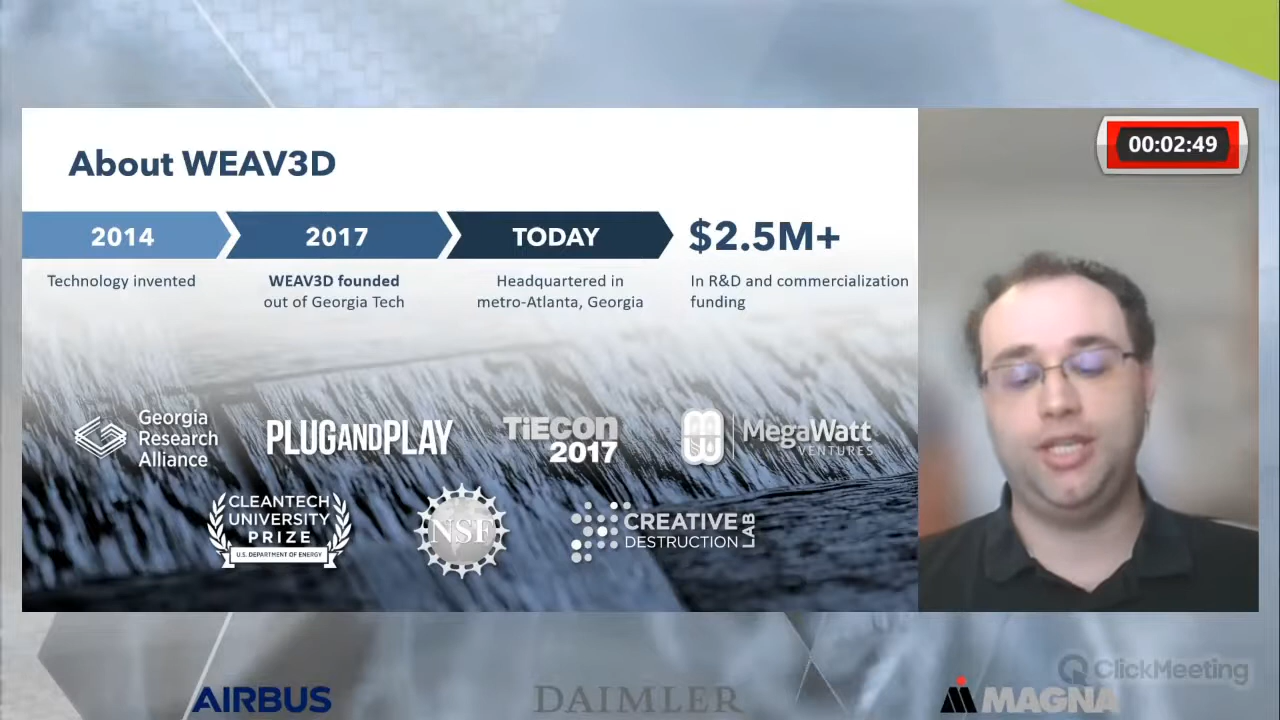 00:02:49
About WEAV3D
2014
2017
TODAY
$2.5M+
Technology invented
WEAV3D founded
out of Georgia Tech
Headquartered in
metro-Atlanta, Georgia
In R&D and commercialization
funding
Georgia
Research
Alliance
PLUGANDPLAY
TiECON
2017
MegaWatt
VENTURES
CLEANTECH
UNIVERSITY
PRIZE
U.S. DEPARTMENT OF ENERGY
NSF
CREATIVE
DESTRUCTION
LAB
ClickMeeting
AIRBUS
DAIMLER
MAGNA